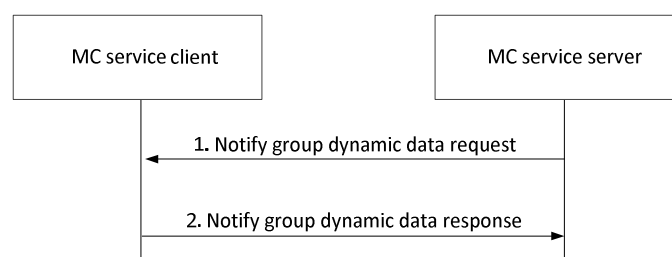 MC service client
MC service server
1. Notify group dynamic data request
2. Notify group dynamic data response